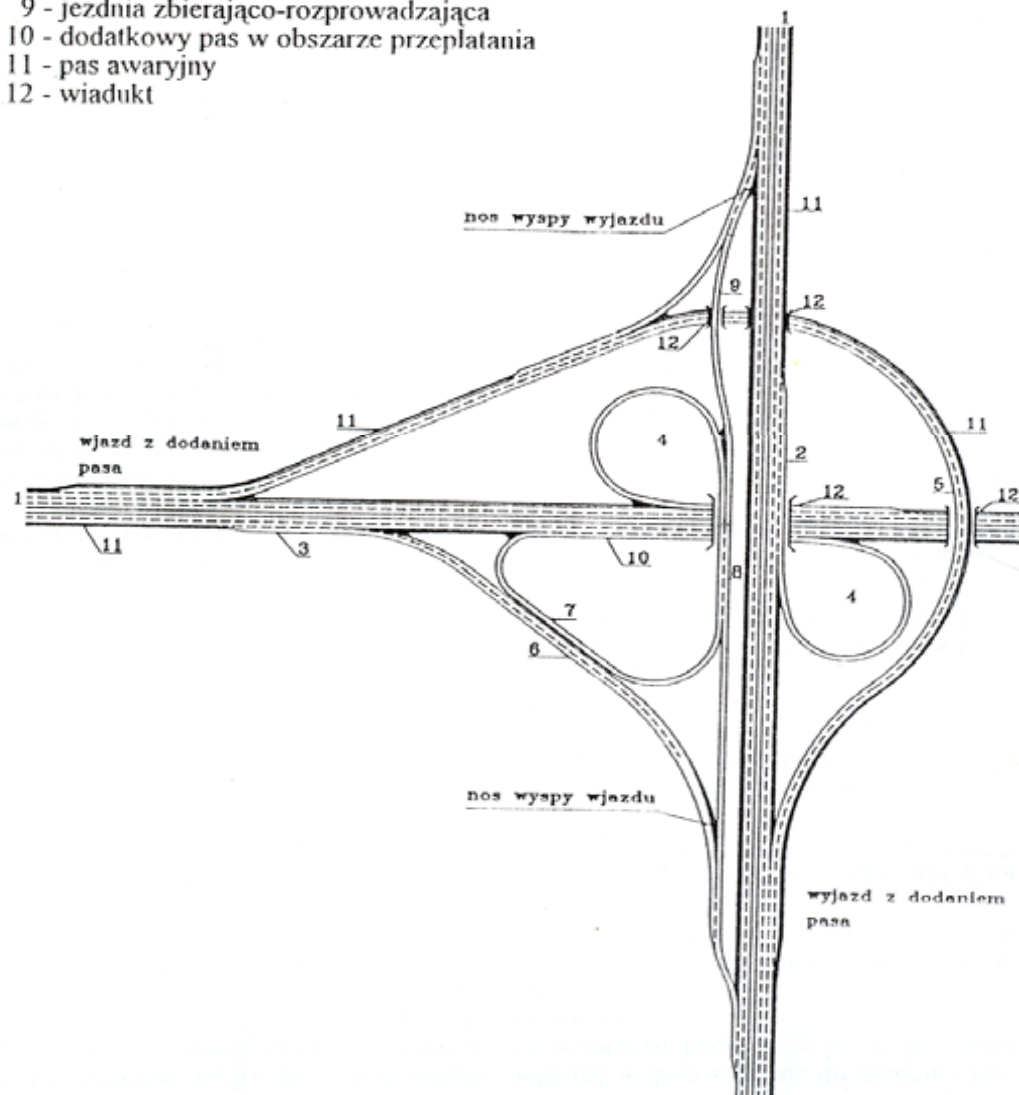 9 - jezdnia zbierająco-rozprowadzająca
10 - dodatkowy pas w obszarze przeplatania
11 - pas awaryjny
12 - wiadukt
1
nos wyspy wyjazdu
11
9
12
12
11
4
11
2
wjazd z dodaniem
pasa
5
12
12
1
11
3
10
8
4
7
6
nos wyspy wjazdu
wyjazd z dodaniem
pasa